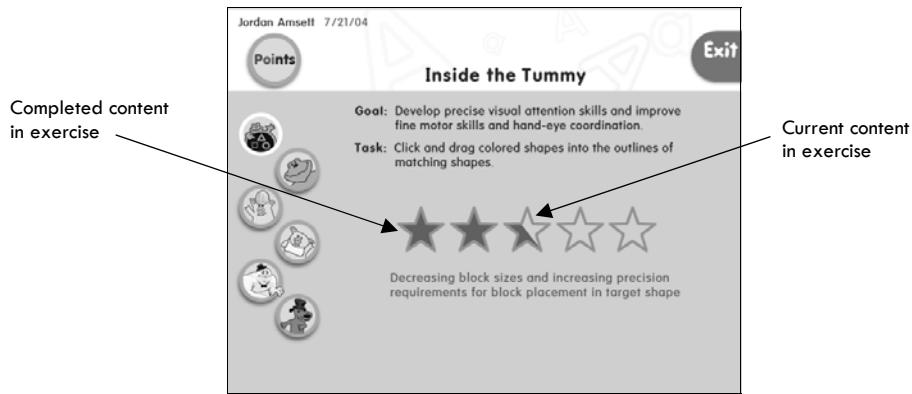 Jordan Amsett 7/21/04
Points
Exit
Inside the Tummy
Goal: Develop precise visual attention skills and improve
fine motor skills and hand-eye coordination.
Task: Click and drag colored shapes into the outlines of
matching shapes.
Completed content
in exercise
Current content
in exercise
Decreasing block sizes and increasing precision
requirements for block placement in target shape